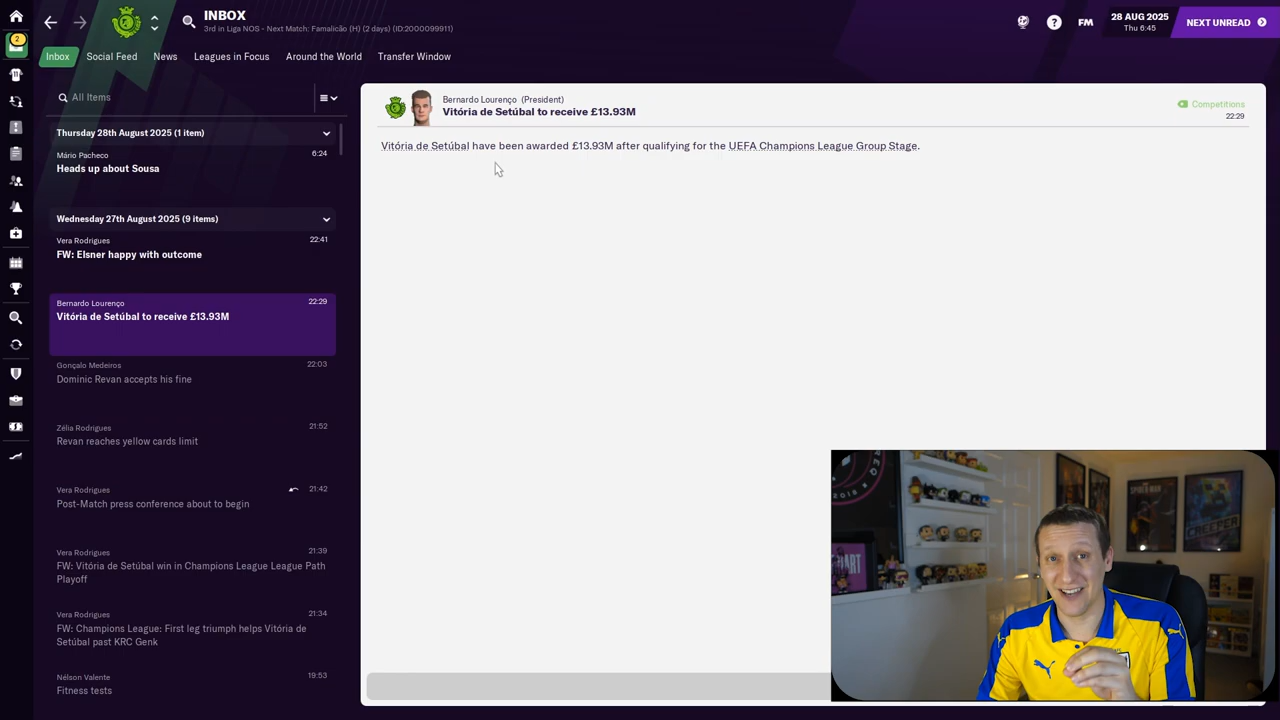 INBOX
3rd in Liga NOS - Next Match: Famalicão (H) (2 days) (ID:2000099911)
FM
28 AUG 2025
Thu 6:45
NEXT UNREAD
2
Inbox
Social Feed
News
Leagues in Focus
Around the World
Transfer Window
All Items
Thursday 28th August 2025 (1 item)
Mário Pacheco
6:24
Heads up about Sousa
Wednesday 27th August 2025 (9 items)
Vera Rodrigues
22:41
FW: Elsner happy with outcome
Bernardo Lourenço
22:29
Vitória de Setúbal to receive £13.93M
Gonçalo Medeiros
22:03
Dominic Revan accepts his fine
Zélia Rodrigues
21:52
Revan reaches yellow cards limit
Vera Rodrigues
21:42
Post-Match press conference about to begin
Vera Rodrigues
21:39
FW: Vitória de Setúbal win in Champions League League Path
Playoff
Vera Rodrigues
21:34
FW: Champions League: First leg triumph helps Vitória de
Setúbal past KRC Genk
Nélson Valente
19:53
Fitness tests
Bernardo Lourenço (President)
Vitória de Setúbal to receive £13.93M
Competitions
22:29
Vitória de Setúbal have been awarded £13.93M after qualifying for the UEFA Champions League Group Stage.